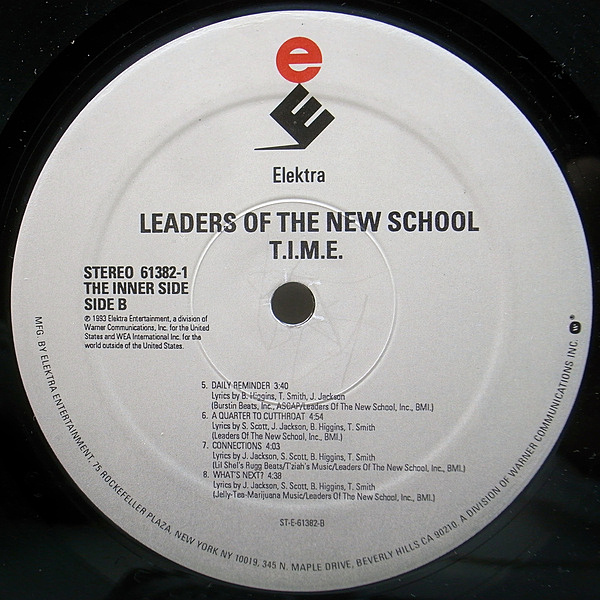 e
E
Elektra
LEADERS OF THE NEW SCHOOL
T.I.M.E.
STEREO 61382-1
THE INNER SIDE
SIDE B
℗ 1993 Elektra Entertainment, a division of
Warner Communications, Inc. for the United
States and WEA International Inc. for the
world outside of the United States.
5. DAILY REMINDER 3:40
Lyrics by B. Higgins, T. Smith, J. Jackson
(Burstin Beats, Inc., ASCAP/Leaders Of The New School, Inc., BMI.)
6. A QUARTER TO CUTTHROAT 4:54
Lyrics by S. Scott, J. Jackson, B. Higgins, T. Smith
(Leaders Of The New School, Inc., BMI.)
7. CONNECTIONS 4:03
Lyrics by J. Jackson, S. Scott, B. Higgins, T. Smith
(Lil Shel's Rugg Beats/T'ziah's Music/Leaders Of The New School, Inc., BMI.)
8. WHAT'S NEXT? 4:38
Lyrics by J. Jackson, S. Scott, B. Higgins, T. Smith
(Jelly-Tea-Marijuana Music/Leaders Of The New School, Inc., BMI.)
ST-E-61382-B
MFG. BY ELEKTRA ENTERTAINMENT, 75 ROCKEFELLER PLAZA, NEW YORK NY 10019, 345 N. MAPLE DRIVE, BEVERLY HILLS CA 90210. A DIVISION OF WARNER COMMUNICATIONS INC. ®